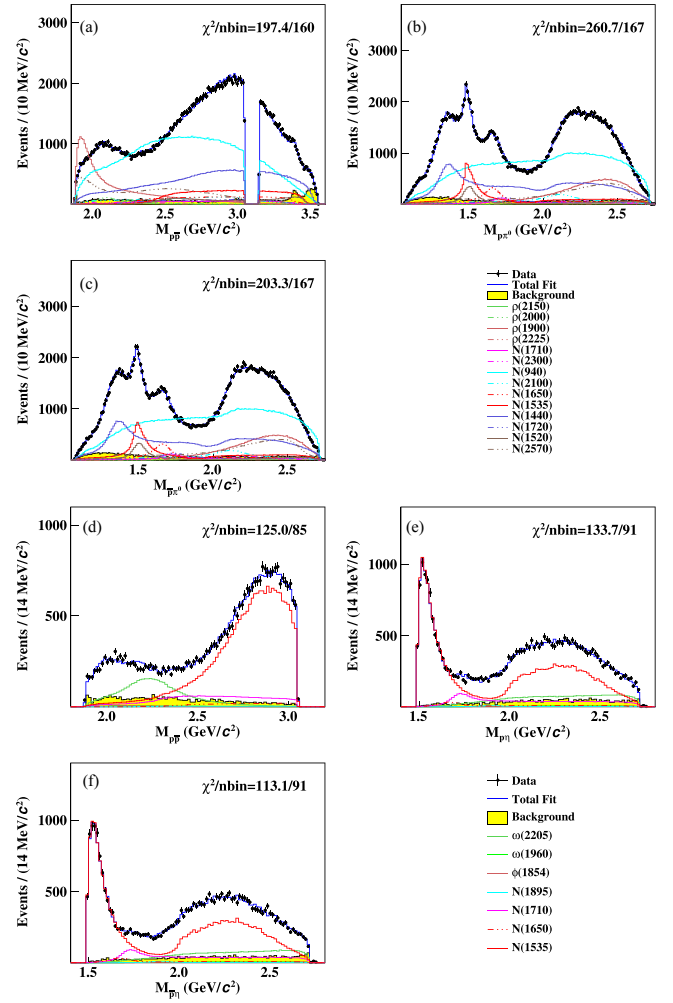 (a) χ²/nbin=197.4/160
3000
2000
1000
Events / (10 MeV/c²)
2.0 2.5 3.0 3.5
M_pp̅ (GeV/c²)
(b) χ²/nbin=260.7/167
3000
2000
1000
Events / (10 MeV/c²)
1.5 2.0 2.5
M_pπ⁰ (GeV/c²)
(c) χ²/nbin=203.3/167
3000
2000
1000
Events / (10 MeV/c²)
1.5 2.0 2.5
M_p̅π⁰ (GeV/c²)
Data
Total Fit
Background
ρ(2150)
ρ(2000)
ρ(1900)
ρ(2225)
N(1710)
N(2300)
N(940)
N(2100)
N(1650)
N(1535)
N(1440)
N(1720)
N(1520)
N(2570)
(d) χ²/nbin=125.0/85
1000
500
Events / (14 MeV/c²)
2.0 2.5 3.0
M_pp̅ (GeV/c²)
(e) χ²/nbin=133.7/91
1000
500
Events / (14 MeV/c²)
1.5 2.0 2.5
M_pη (GeV/c²)
(f) χ²/nbin=113.1/91
1000
500
Events / (14 MeV/c²)
1.5 2.0 2.5
M_p̅η (GeV/c²)
Data
Total Fit
Background
ω(2205)
ω(1960)
ϕ(1854)
N(1895)
N(1710)
N(1650)
N(1535)